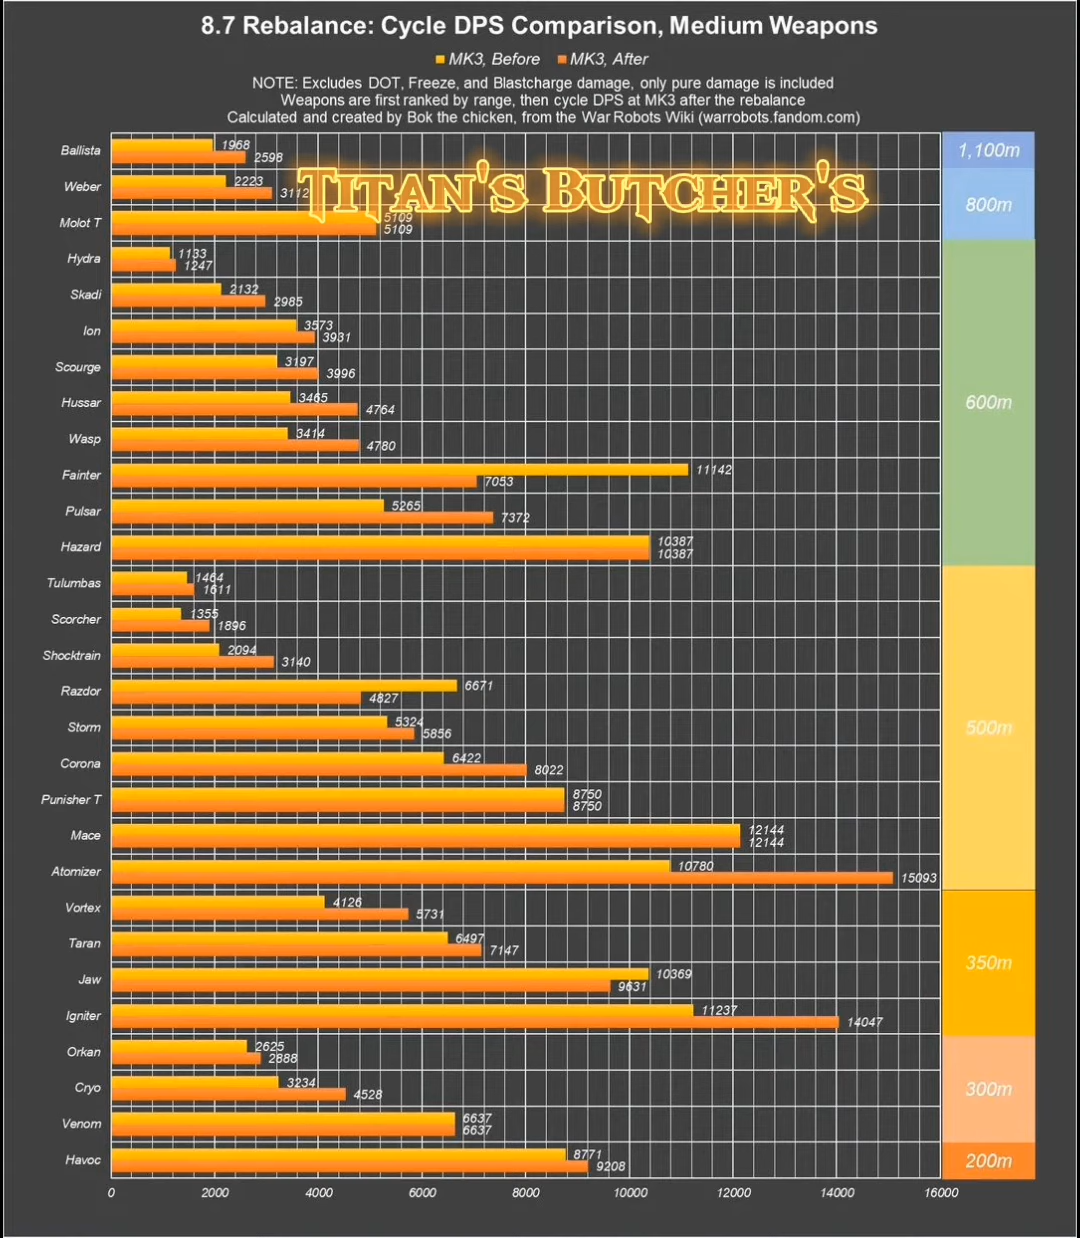 8.7 Rebalance: Cycle DPS Comparison, Medium Weapons
MK3, Before MK3, After
NOTE: Excludes DOT, Freeze, and Blastcharge damage, only pure damage is included
Weapons are first ranked by range, then cycle DPS at MK3 after the rebalance
Calculated and created by Bok the chicken, from the War Robots Wiki (warrobots.fandom.com)
TITAN'S BUTCHER'S
Ballista 1968
2598
1,100m
Weber 2223
3112
800m
Molot T 5109
5109
Hydra 1133
1247
Skadi 2132
2985
Ion 3573
3931
Scourge 3197
3996
Hussar 3465
4764
600m
Wasp 3414
4780
Fainter 11142
7053
Pulsar 5265
7372
Hazard 10387
10387
Tulumbas 1464
1611
Scorcher 1355
1896
Shocktrain 2094
3140
Razdor 6671
4827
Storm 5324
5856
500m
Corona 6422
8022
Punisher T 8750
8750
Mace 12144
12144
Atomizer 10780
15093
Vortex 4126
5731
Taran 6497
7147
350m
Jaw 10369
9631
Igniter 11237
14047
Orkan 2625
2888
Cryo 3234
4528
300m
Venom 6637
6637
Havoc 8771
9208
200m
0 2000 4000 6000 8000 10000 12000 14000 16000